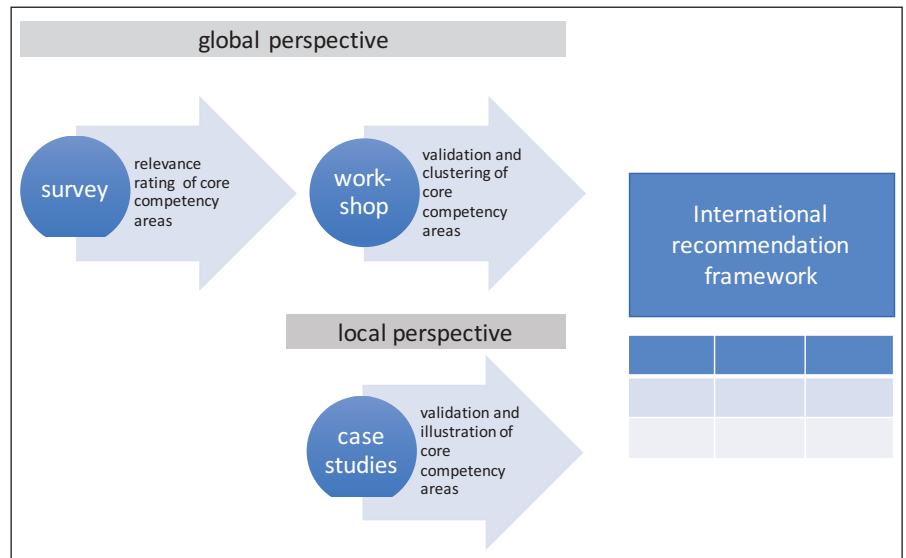 global perspective
survey
relevance
rating of core
competency
areas
work-
shop
validation and
clustering of
core
competency
areas
International
recommendation
framework
local perspective
case
studies
validation and
illustration of
core
competency
areas